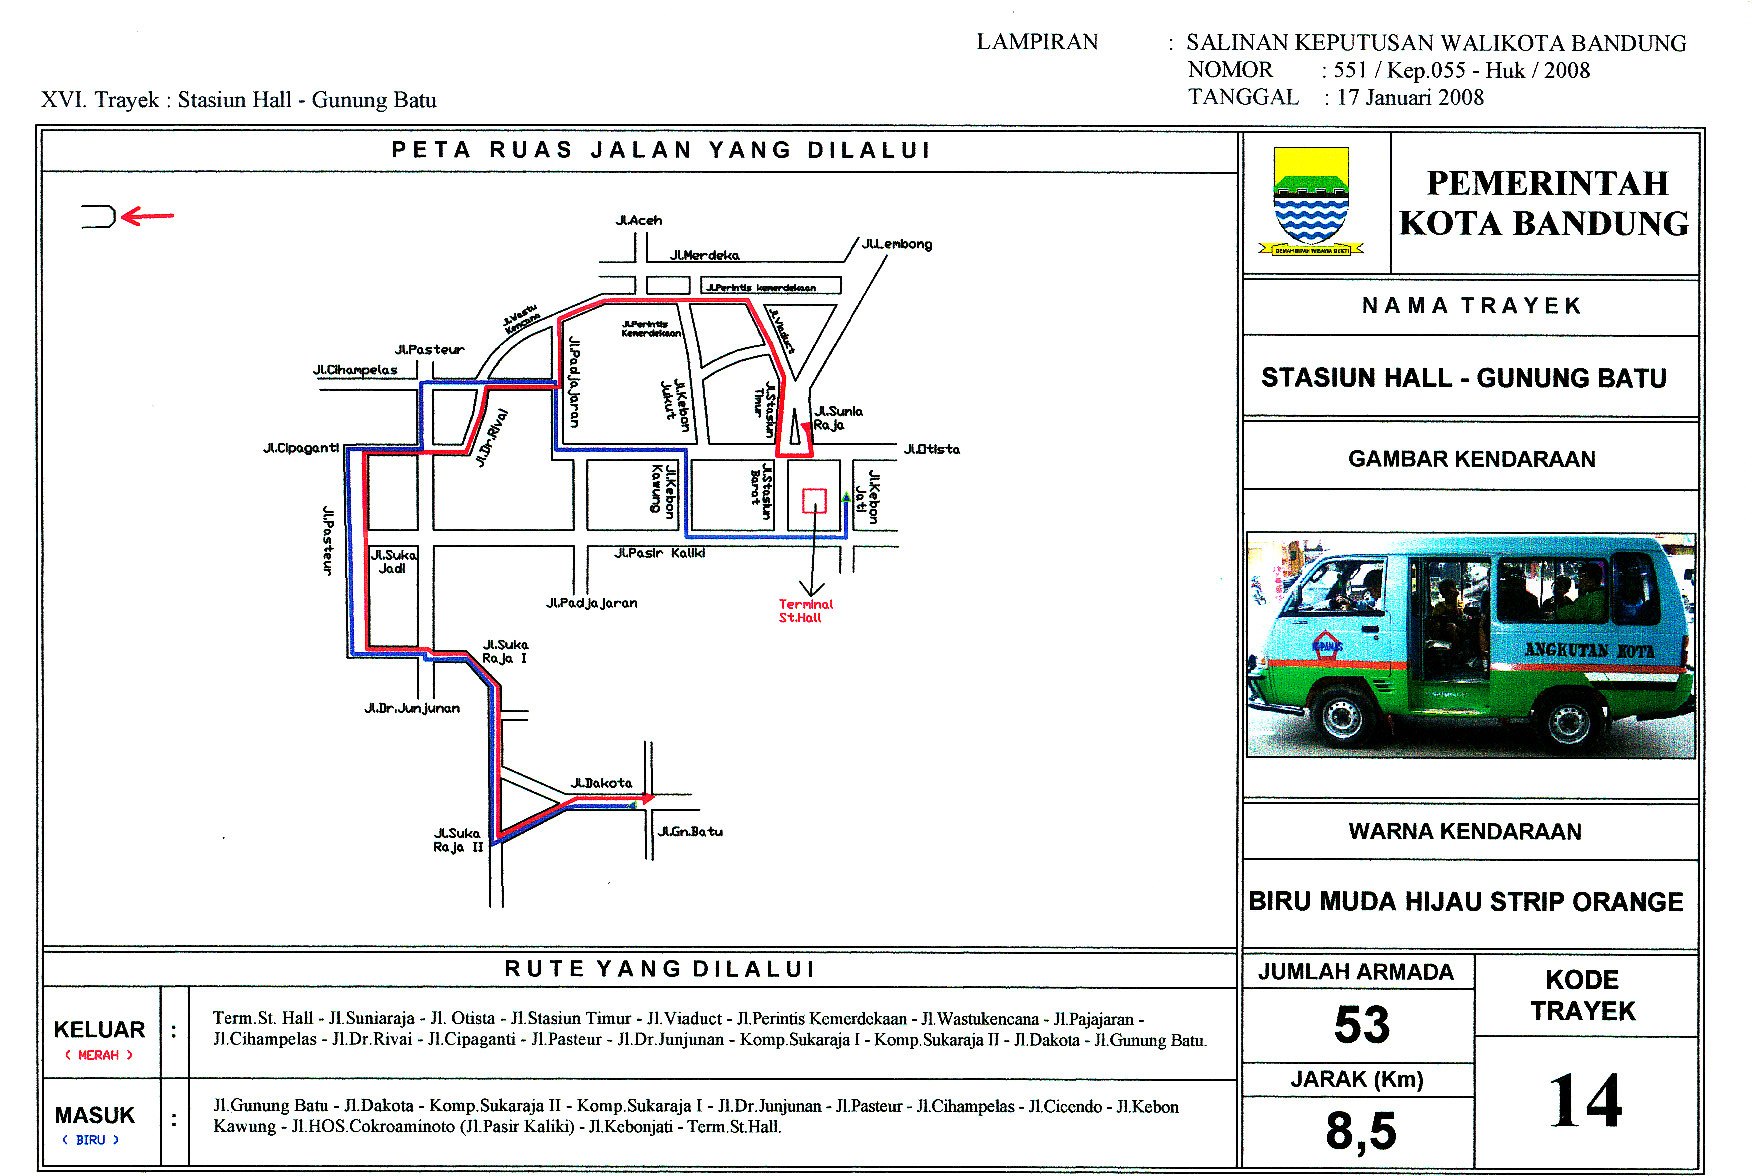 LAMPIRAN : SALINAN KEPUTUSAN WALIKOTA BANDUNG
NOMOR : 551 / Kep.055 - Huk / 2008
TANGGAL : 17 Januari 2008
XVI. Trayek : Stasiun Hall - Gunung Batu
PETA RUAS JALAN YANG DILALUI
Jl.Aceh
Jl.Lembong
Jl.Merdeka
Jl.Perintis kemerdekaan
Jl.Wastu
Kencana
Jl.Perintis
Kemerdekaan
Jl.Viaduct
Jl.Pasteur
Jl.Cihampelas
Jl.Padjajaran
Jl.Kebon
Jukut
Jl.Stasiun
Timur
Jl.Sunia
Raja
Jl.Dr.Rivai
Jl.Cipaganti
Jl.Otista
Jl.Kebon
Kawung
Jl.Stasiun
Barat
Jl.Kebon
Jati
Jl.Pasteur
Jl.Suka
Jadi
Jl.Pasir Kaliki
Jl.Padjajaran
Terminal
St.Hall
Jl.Suka
Raja I
Jl.Dr.Junjunan
Jl.Dakota
Jl.Suka
Raja II
Jl.Gn.Batu
PEMERINTAH
KOTA BANDUNG
NAMA TRAYEK
STASIUN HALL - GUNUNG BATU
GAMBAR KENDARAAN
ANGKUTAN KOTA
WARNA KENDARAAN
BIRU MUDA HIJAU STRIP ORANGE
JUMLAH ARMADA
53
JARAK (Km)
8,5
KODE
TRAYEK
14
RUTE YANG DILALUI
KELUAR :
( MERAH )
Term.St. Hall - Jl.Suniaraja - Jl. Otista - Jl.Stasiun Timur - Jl.Viaduct - Jl.Perintis Kemerdekaan - Jl.Wastukencana - Jl.Pajajaran -
Jl.Cihampelas - Jl.Dr.Rivai - Jl.Cipaganti - Jl.Pasteur - Jl.Dr.Junjunan - Komp.Sukaraja I - Komp.Sukaraja II - Jl.Dakota - Jl.Gunung Batu.
MASUK :
( BIRU )
Jl.Gunung Batu - Jl.Dakota - Komp.Sukaraja II - Komp.Sukaraja I - Jl.Dr.Junjunan - Jl.Pasteur - Jl.Cihampelas - Jl.Cicendo - Jl.Kebon
Kawung - Jl.HOS.Cokroaminoto (Jl.Pasir Kaliki) - Jl.Kebonjati - Term.St.Hall.